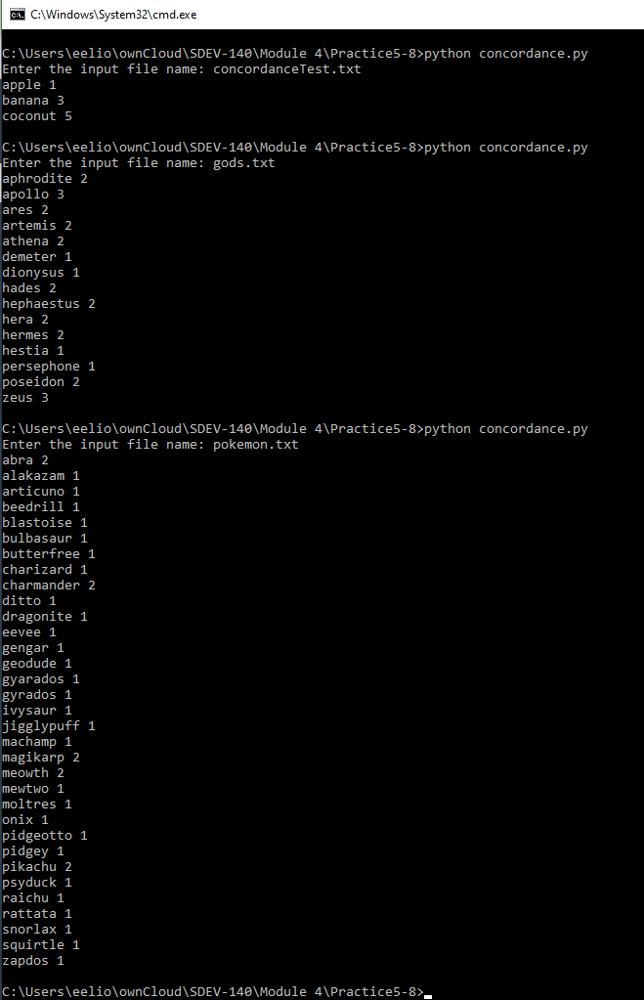 C:\Windows\System32\cmd.exe
C:\Users\eelio\ownCloud\SDEV-140\Module 4\Practice5-8>python concordance.py
Enter the input file name: concordanceTest.txt
apple 1
banana 3
coconut 5
C:\Users\eelio\ownCloud\SDEV-140\Module 4\Practice5-8>python concordance.py
Enter the input file name: gods.txt
aphrodite 2
apollo 3
ares 2
artemis 2
athena 2
demeter 1
dionysus 1
hades 2
hephaestus 2
hera 2
hermes 2
hestia 1
persephone 1
poseidon 2
zeus 3
C:\Users\eelio\ownCloud\SDEV-140\Module 4\Practice5-8>python concordance.py
Enter the input file name: pokemon.txt
abra 2
alakazam 1
articuno 1
beedrill 1
blastoise 1
bulbasaur 1
butterfree 1
charizard 1
charmander 2
ditto 1
dragonite 1
eevee 1
gengar 1
geodude 1
gyarados 1
gyrados 1
ivysaur 1
jigglypuff 1
machamp 1
magikarp 2
meowth 2
mewtwo 1
moltres 1
onix 1
pidgeotto 1
pidgey 1
pikachu 2
psyduck 1
raichu 1
rattata 1
snorlax 1
squirtle 1
zapdos 1
C:\Users\eelio\ownCloud\SDEV-140\Module 4\Practice5-8>